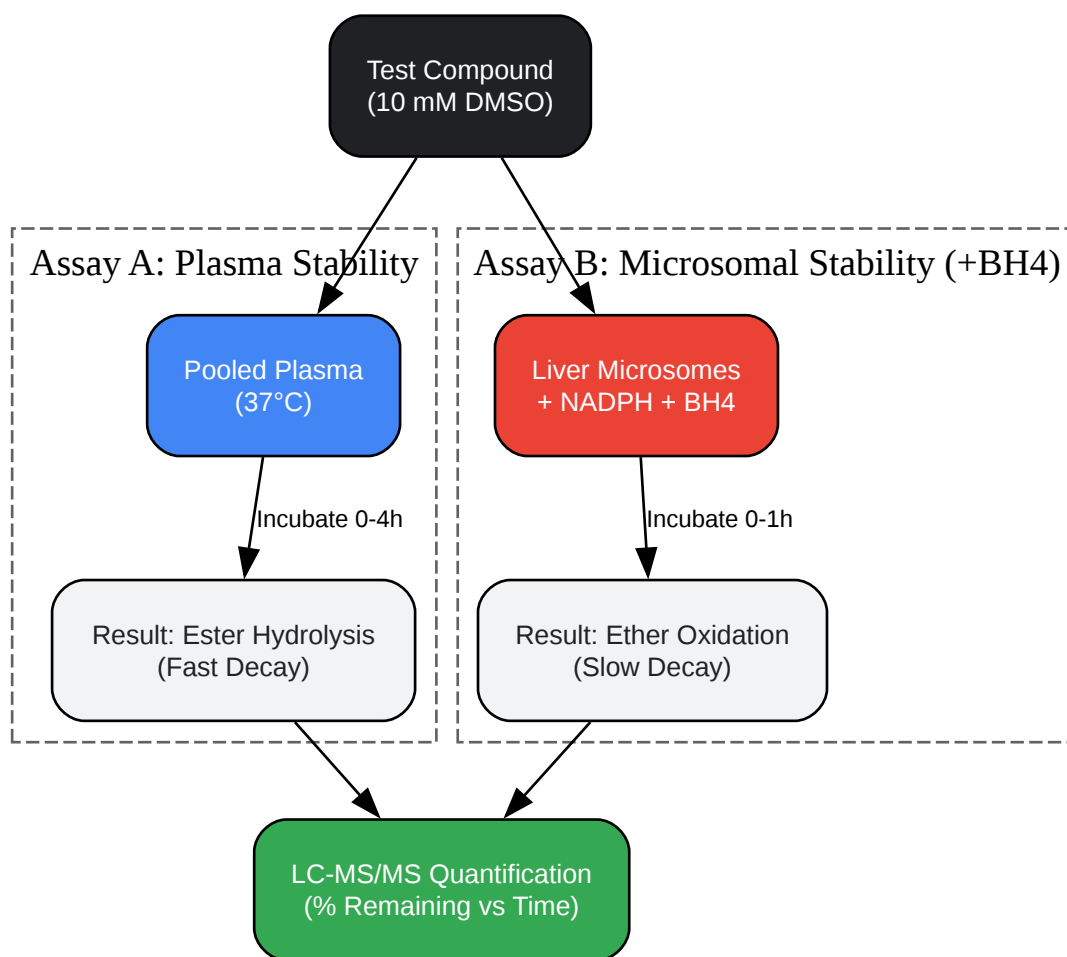 Test Compound
(10 mM DMSO)
Assay A: Plasma Stability
Assay B: Microsomal Stability (+BH4)
Pooled Plasma
(37°C)
Liver Microsomes
+ NADPH + BH4
Incubate 0-4h
Incubate 0-1h
Result: Ester Hydrolysis
(Fast Decay)
Result: Ether Oxidation
(Slow Decay)
LC-MS/MS Quantification
(% Remaining vs Time)